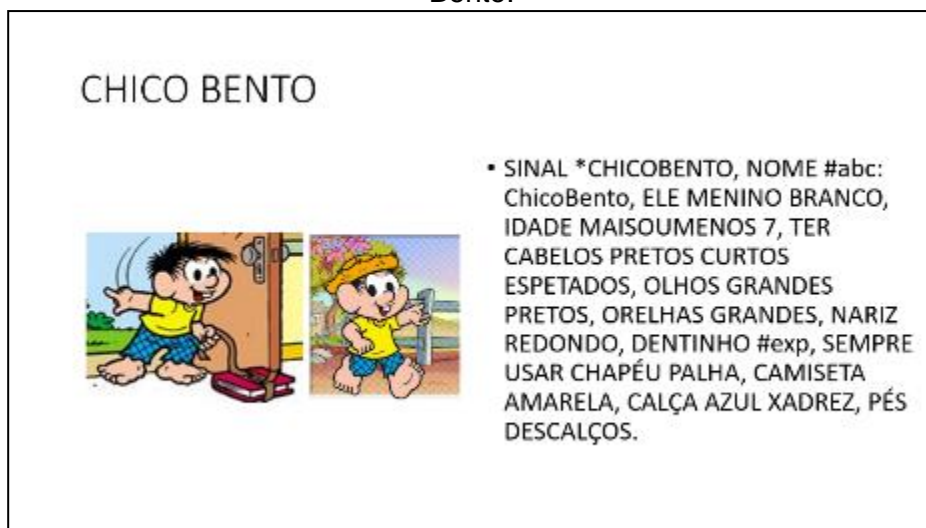 Bento.
CHICO BENTO
• SINAL *CHICOBENTO, NOME #abc:
ChicoBento, ELE MENINO BRANCO,
IDADE MAISOUMENOS 7, TER
CABELOS PRETOS CURTOS
ESPETADOS, OLHOS GRANDES
PRETOS, ORELHAS GRANDES, NARIZ
REDONDO, DENTINHO #exp, SEMPRE
USAR CHAPÉU PALHA, CAMISETA
AMARELA, CALÇA AZUL XADREZ, PÉS
DESCALÇOS.